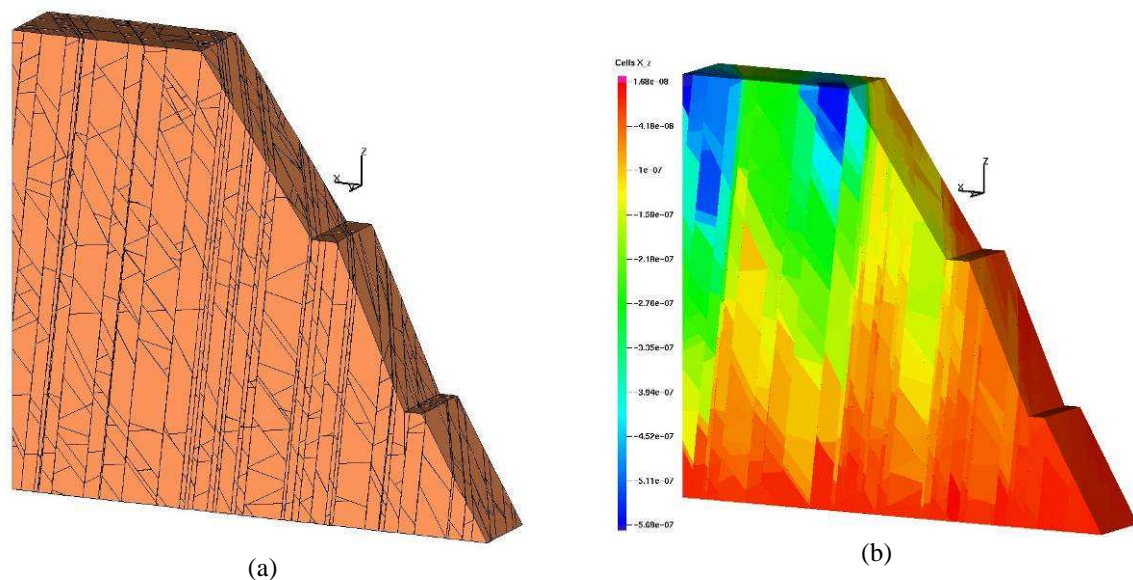 Z
X
Cells X_z
1.68e-08
-4.18e-08
-1e-07
-1.59e-07
-2.18e-07
-2.76e-07
-3.35e-07
-3.94e-07
-4.52e-07
-5.11e-07
-5.69e-07
Z
X
(a)
(b)